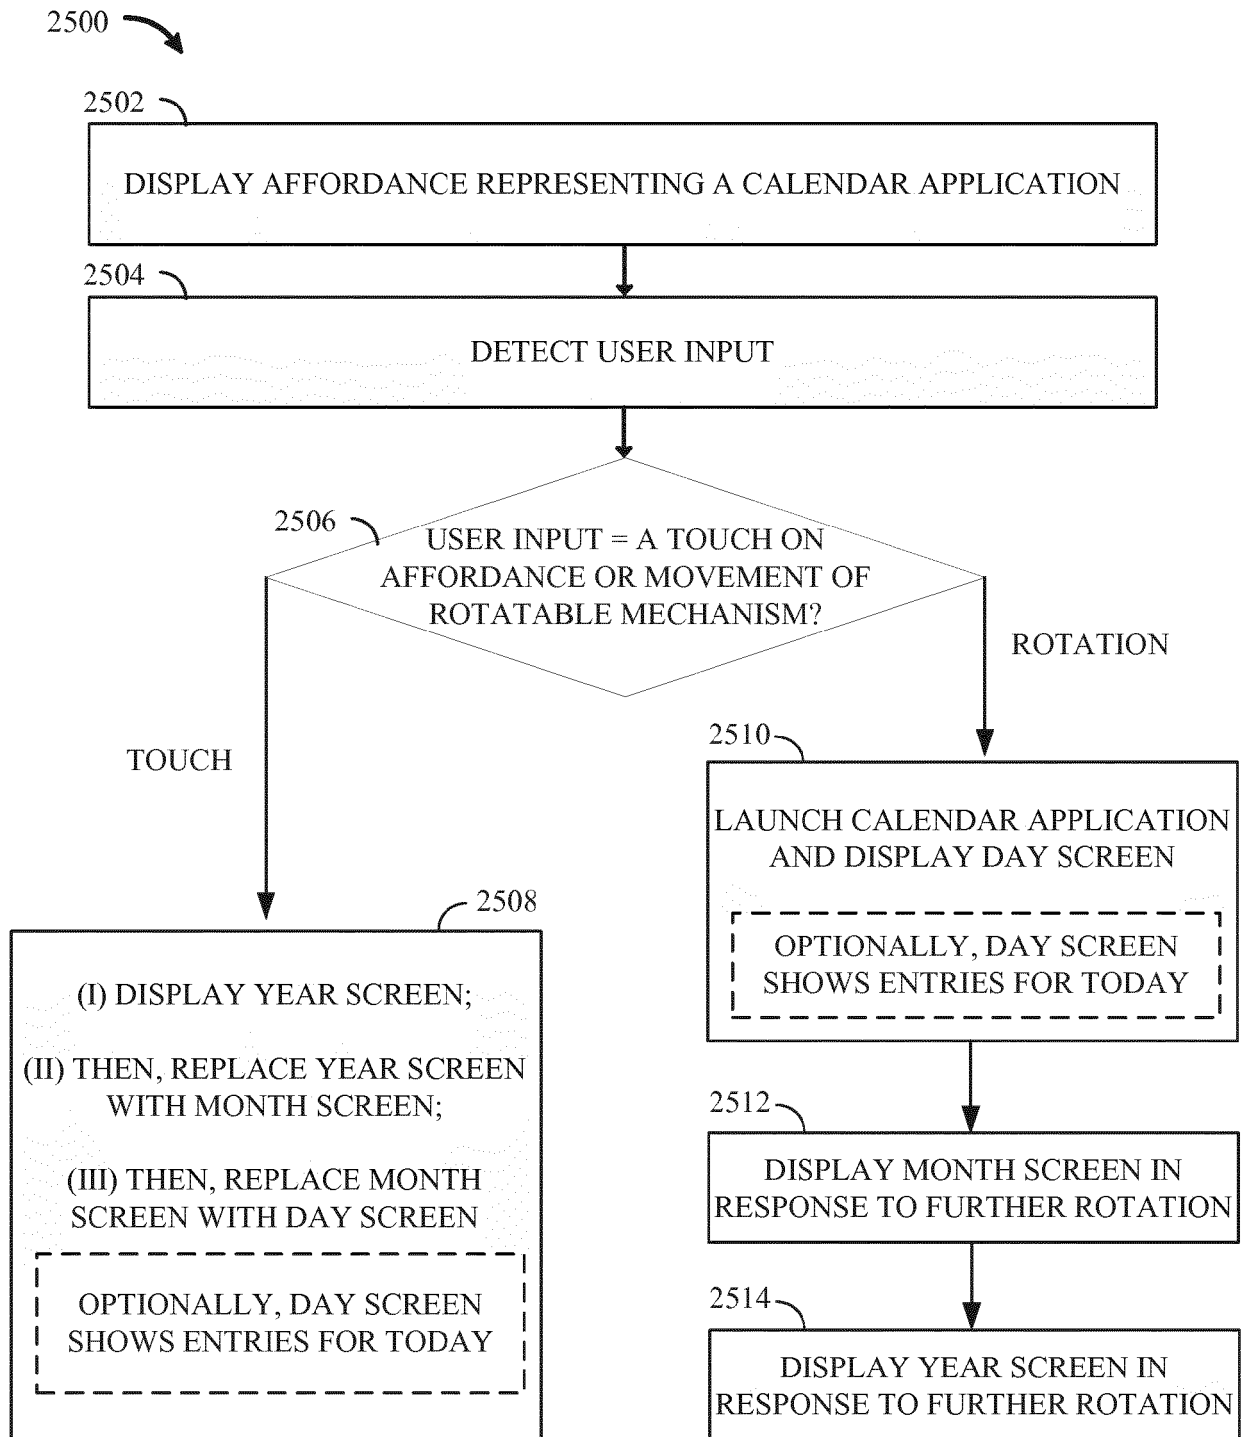 2500
2502
DISPLAY AFFORDANCE REPRESENTING A CALENDAR APPLICATION
2504
DETECT USER INPUT
2506
USER INPUT = A TOUCH ON
AFFORDANCE OR MOVEMENT OF
ROTATABLE MECHANISM?
TOUCH
ROTATION
2508
(I) DISPLAY YEAR SCREEN;
(II) THEN, REPLACE YEAR SCREEN
WITH MONTH SCREEN;
(III) THEN, REPLACE MONTH
SCREEN WITH DAY SCREEN
OPTIONALLY, DAY SCREEN
SHOWS ENTRIES FOR TODAY
2510
LAUNCH CALENDAR APPLICATION
AND DISPLAY DAY SCREEN
OPTIONALLY, DAY SCREEN
SHOWS ENTRIES FOR TODAY
2512
DISPLAY MONTH SCREEN IN
RESPONSE TO FURTHER ROTATION
2514
DISPLAY YEAR SCREEN IN
RESPONSE TO FURTHER ROTATION